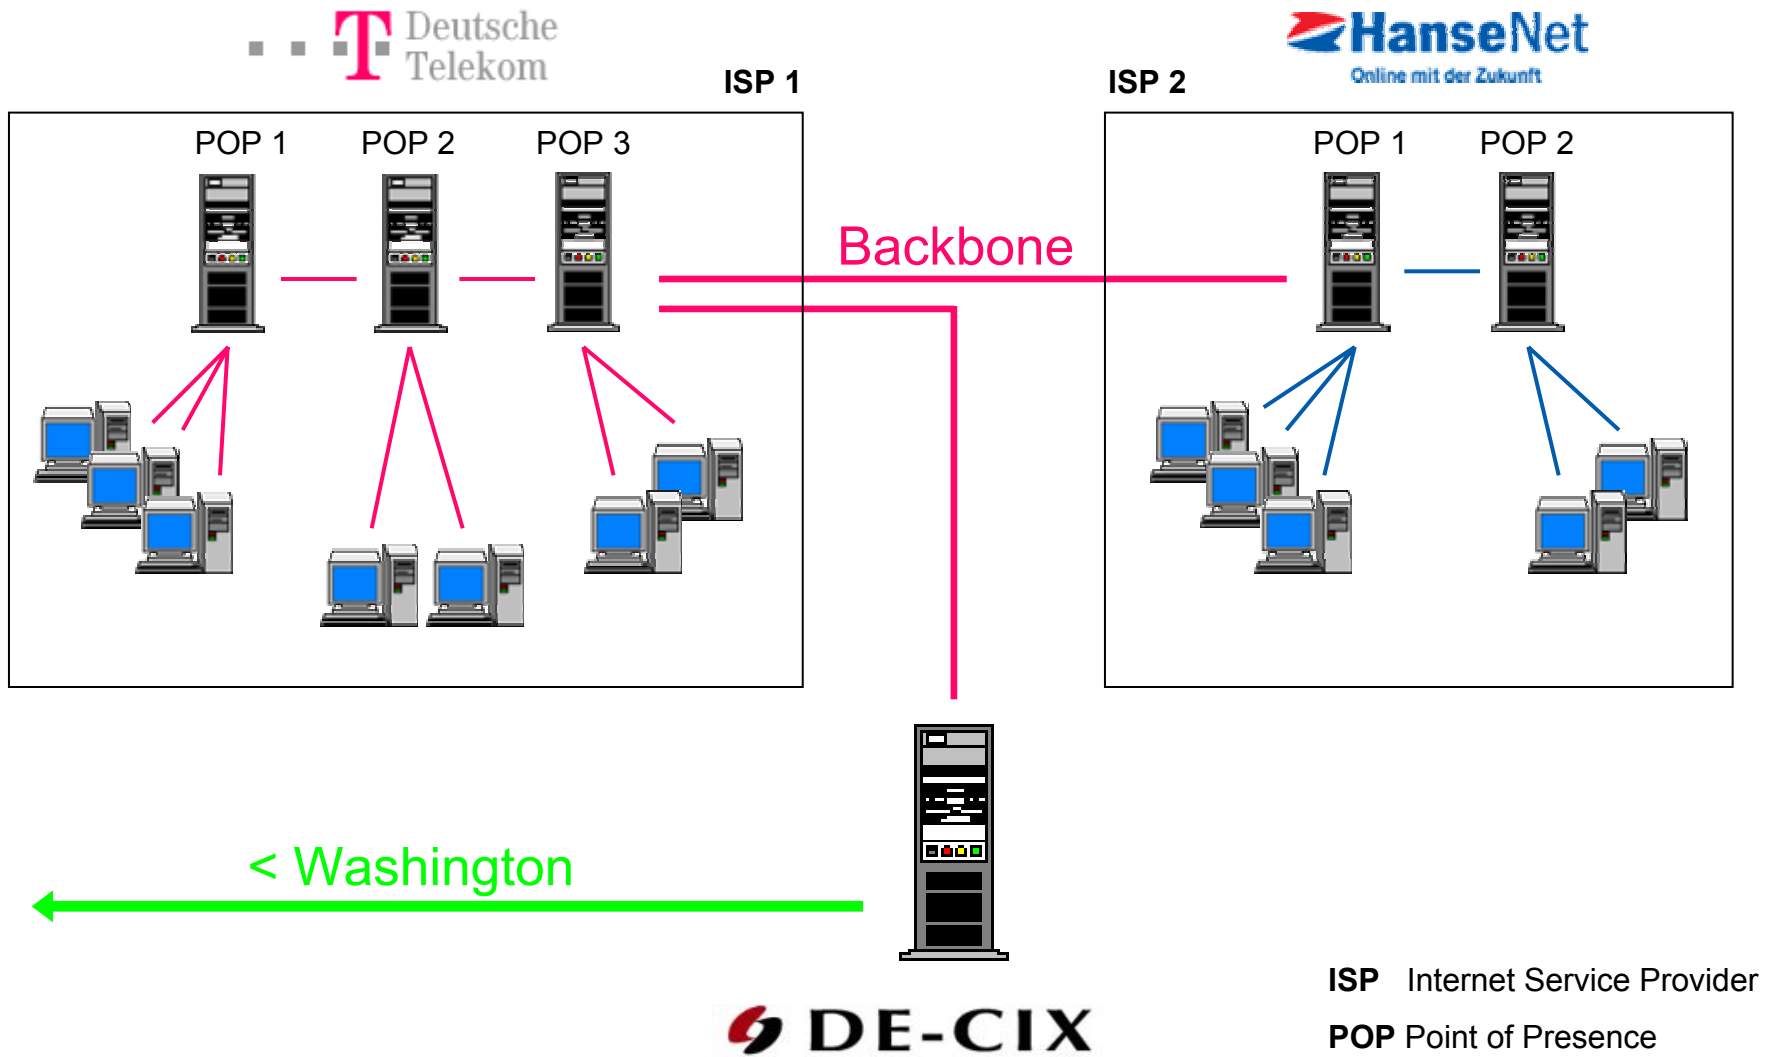 Deutsche
Telekom
HanseNet
Online mit der Zukunft
ISP 1
ISP 2
POP 1
POP 2
POP 3
POP 1
POP 2
Backbone
< Washington
DE-CIX
ISP Internet Service Provider
POP Point of Presence